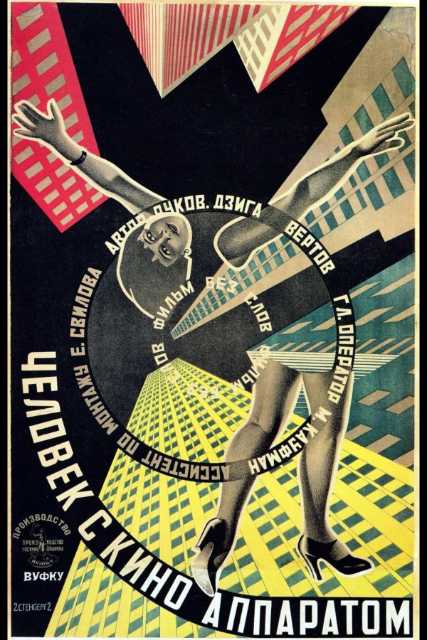 АВТОР РУКОВ. ДЗИГА ВЕРТОВ
ГЛ. ОПЕРАТОР М. КАУФМАН
АССИСТЕНТ ПО МОНТАЖУ Е. СВИЛОВА
ФИЛЬМ БЕЗ СЛОВ
ЧЕЛОВЕК С КИНО АППАРАТОМ
ПРОИЗВОДСТВО
ВУФКУ
2 СТЕНБЕРГ 2